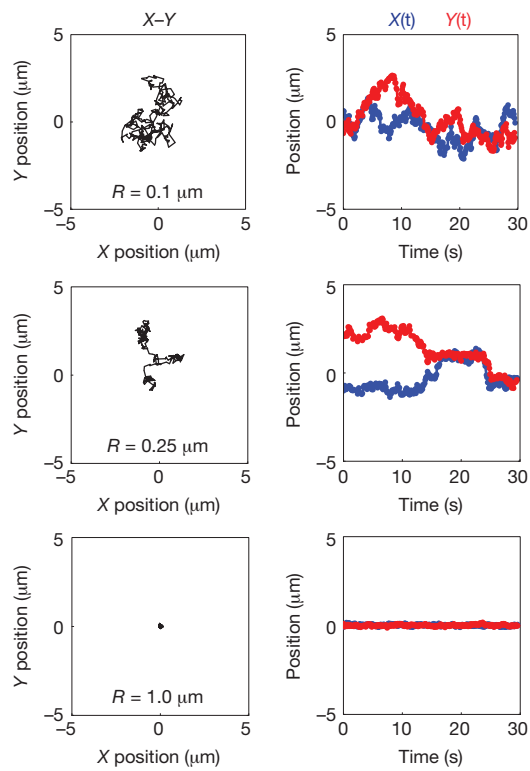 X–Y
X(t) Y(t)
5
0
−5
Y position (μm)
R = 0.1 μm
−5 0 5
X position (μm)
5
0
−5
Position (μm)
0 10 20 30
Time (s)
5
0
−5
Y position (μm)
R = 0.25 μm
−5 0 5
X position (μm)
5
0
−5
Position (μm)
0 10 20 30
Time (s)
5
0
−5
Y position (μm)
R = 1.0 μm
−5 0 5
X position (μm)
5
0
−5
Position (μm)
0 10 20 30
Time (s)